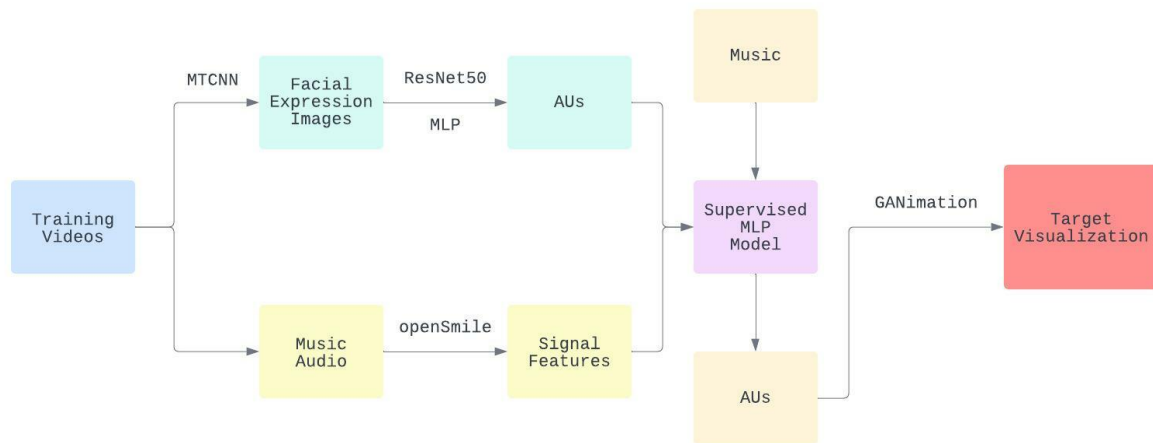 MTCNN
Facial
Expression
Images
ResNet50
MLP
AUs
Music
Training
Videos
Supervised
MLP
Model
GANimation
Target
Visualization
Music
Audio
openSmile
Signal
Features
AUs